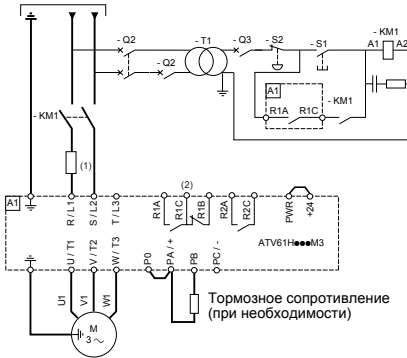 - Q2
- T1
- Q3
- S2
- S1
- KM1
A1
A2
- Q2
A1
R1A
R1C
- KM1
- KM1
(1)
(2)
A1
R / L1
S / L2
T / L3
R1A
R1C
R1B
R2A
R2C
PWR
+24
ATV61H●●●M3
U / T1
V / T2
W / T3
P0
PA / +
PB
PC / -
U1
V1
W1
M
3 ~
Тормозное сопротивление
(при необходимости)